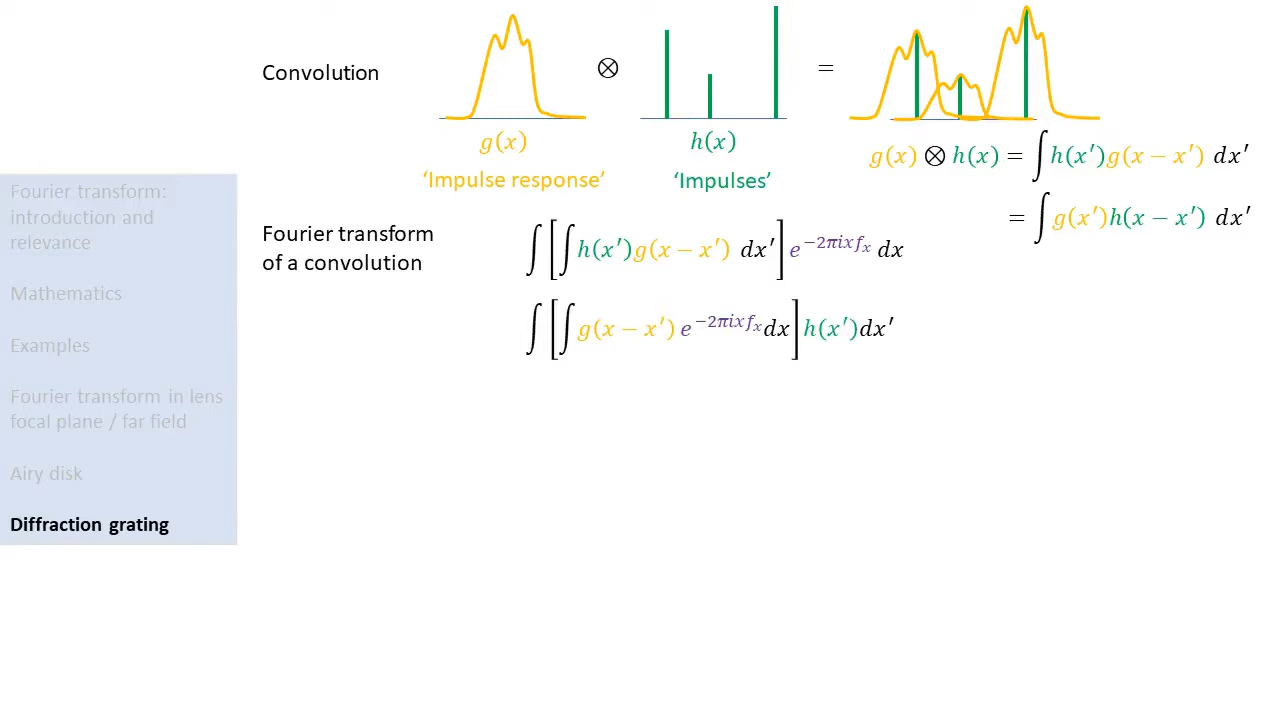 Convolution
⊗
=
g(x)
h(x)
g(x) ⊗ h(x) = ∫ h(x′)g(x − x′) dx′
'Impulse response'
'Impulses'
= ∫ g(x′)h(x − x′) dx′
Fourier transform
of a convolution
∫ [∫ h(x′)g(x − x′) dx′] e^{−2πixf_x} dx
∫ [∫ g(x − x′) e^{−2πixf_x} dx] h(x′)dx′
Fourier transform:
introduction and
relevance
Mathematics
Examples
Fourier transform in lens
focal plane / far field
Airy disk
Diffraction grating